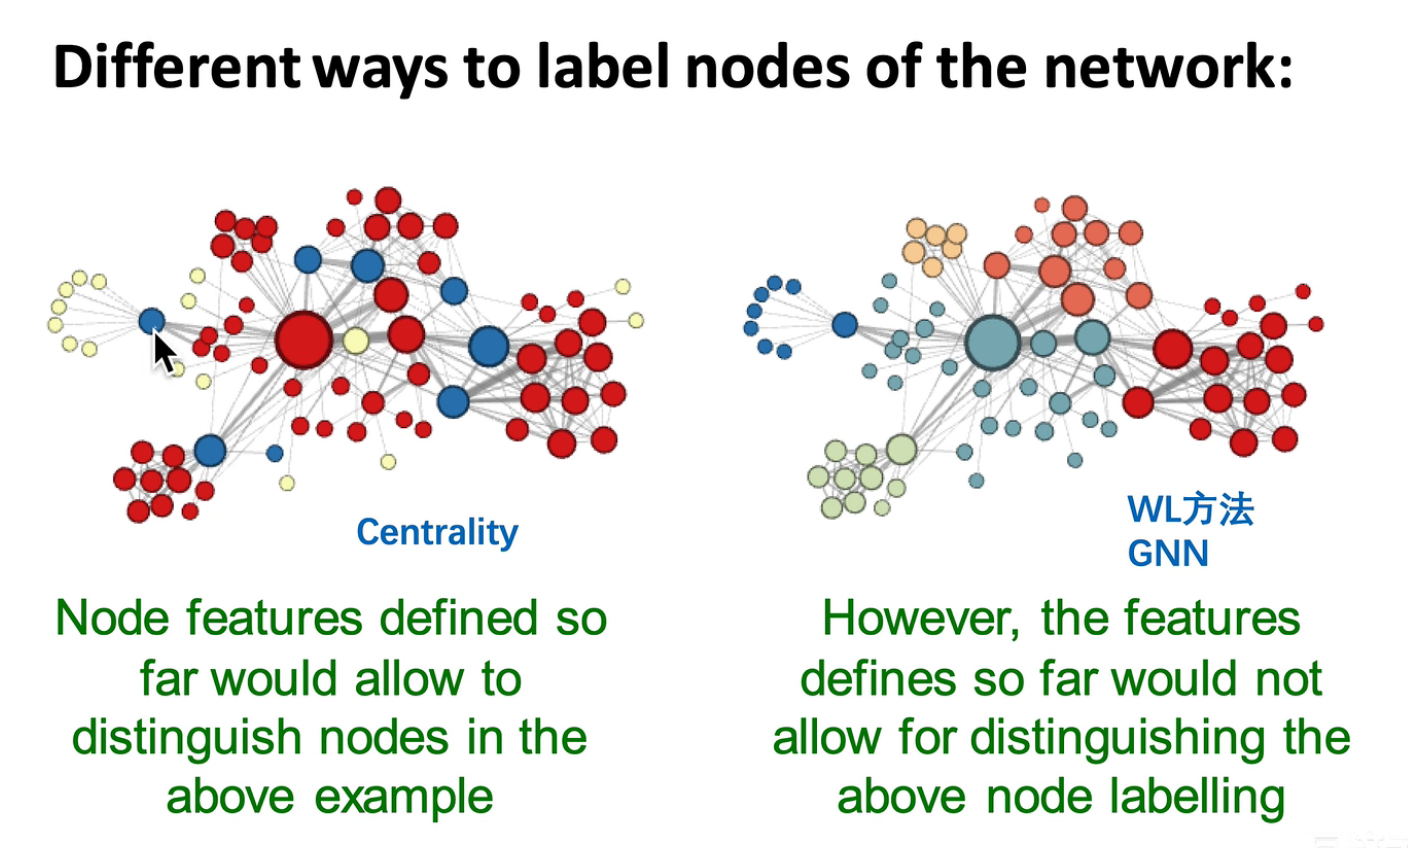 Different ways to label nodes of the network:
Centrality
WL方法
GNN
Node features defined so
far would allow to
distinguish nodes in the
above example
However, the features
defines so far would not
allow for distinguishing the
above node labelling